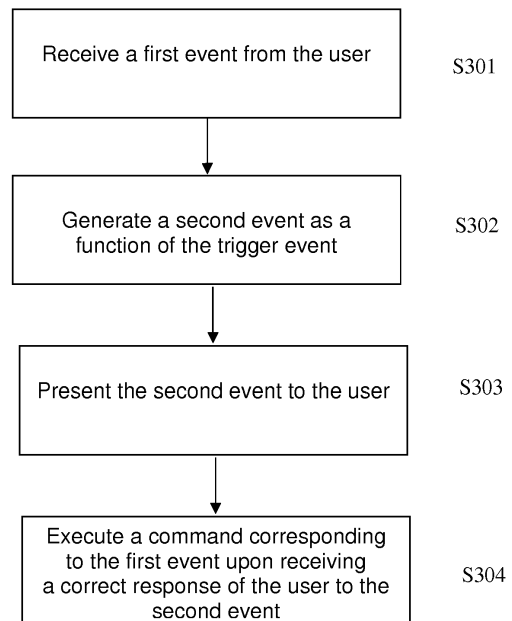 Receive a first event from the user
S301
Generate a second event as a
function of the trigger event
S302
Present the second event to the user
S303
Execute a command corresponding
to the first event upon receiving
a correct response of the user to the
second event
S304